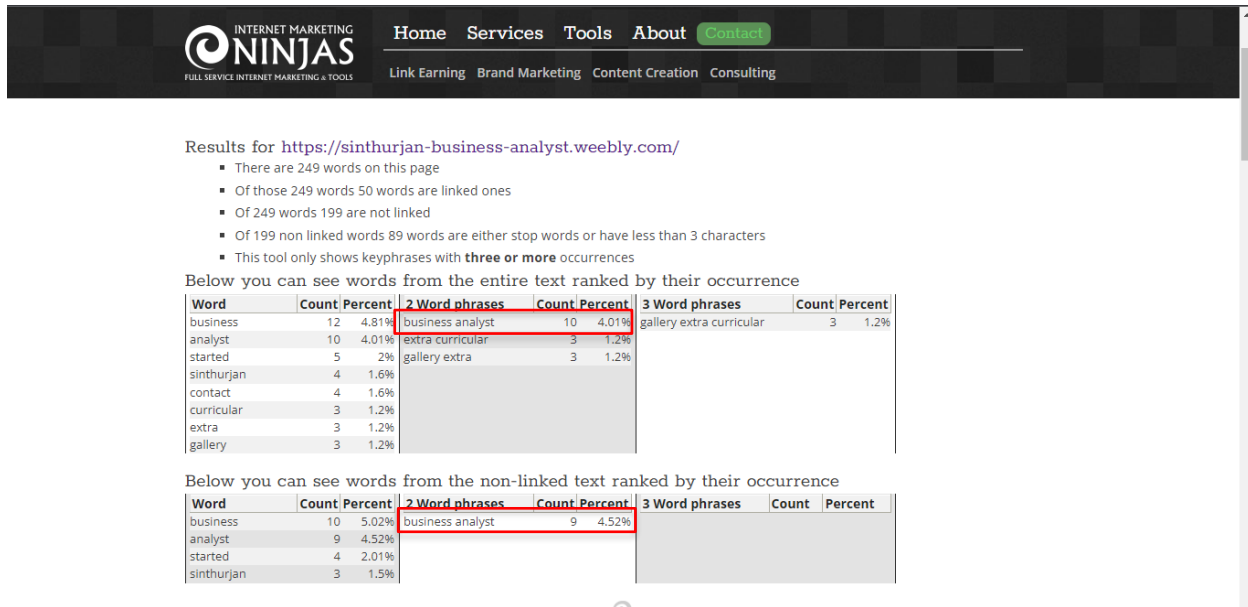 INTERNET MARKETING
NINJAS
FULL SERVICE INTERNET MARKETING & TOOLS
Home Services Tools About Contact
Link Earning Brand Marketing Content Creation Consulting
Results for https://sinthurjan-business-analyst.weebly.com/
▪ There are 249 words on this page
▪ Of those 249 words 50 words are linked ones
▪ Of 249 words 199 are not linked
▪ Of 199 non linked words 89 words are either stop words or have less than 3 characters
▪ This tool only shows keyphrases with three or more occurrences
Below you can see words from the entire text ranked by their occurrence
Word Count Percent 2 Word phrases Count Percent 3 Word phrases Count Percent
business 12 4.81% business analyst 10 4.01% gallery extra curricular 3 1.2%
analyst 10 4.01% extra curricular 3 1.2%
started 5 2% gallery extra 3 1.2%
sinthurjan 4 1.6%
contact 4 1.6%
curricular 3 1.2%
extra 3 1.2%
gallery 3 1.2%
Below you can see words from the non-linked text ranked by their occurrence
Word Count Percent 2 Word phrases Count Percent 3 Word phrases Count Percent
business 10 5.02% business analyst 9 4.52%
analyst 9 4.52%
started 4 2.01%
sinthurjan 3 1.5%